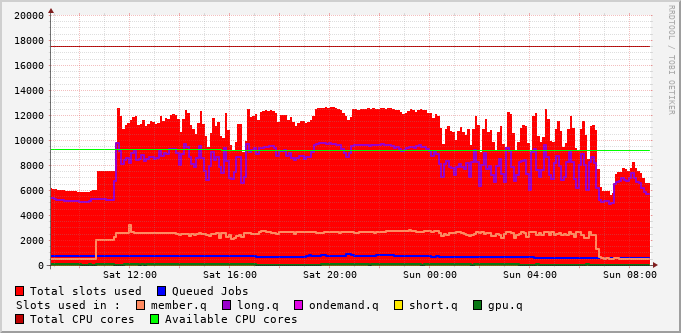 RRDTOOL / TOBI OETIKER
20000
18000
16000
14000
12000
10000
8000
6000
4000
2000
0
Sat 12:00 Sat 16:00 Sat 20:00 Sun 00:00 Sun 04:00 Sun 08:00
Total slots used Queued Jobs
Slots used in : member.q long.q ondemand.q short.q gpu.q
Total CPU cores Available CPU cores